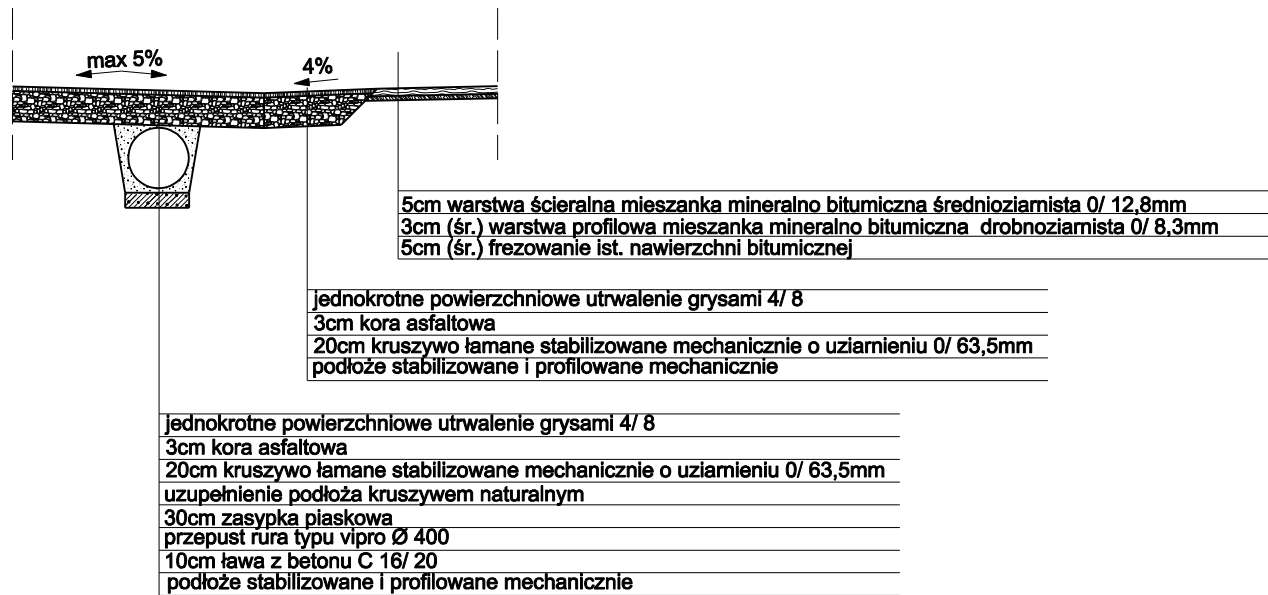 max 5%
4%
5cm warstwa ścieralna mieszanka mineralno bitumiczna średnioziarnista 0/ 12,8mm
3cm (śr.) warstwa profilowa mieszanka mineralno bitumiczna drobnoziarnista 0/ 8,3mm
5cm (śr.) frezowanie ist. nawierzchni bitumicznej
jednokrotne powierzchniowe utrwalenie grysami 4/ 8
3cm kora asfaltowa
20cm kruszywo łamane stabilizowane mechanicznie o uziarnieniu 0/ 63,5mm
podłoże stabilizowane i profilowane mechanicznie
jednokrotne powierzchniowe utrwalenie grysami 4/ 8
3cm kora asfaltowa
20cm kruszywo łamane stabilizowane mechanicznie o uziarnieniu 0/ 63,5mm
uzupełnienie podłoża kruszywem naturalnym
30cm zasypka piaskowa
przepust rura typu vipro Ø 400
10cm ława z betonu C 16/ 20
podłoże stabilizowane i profilowane mechanicznie